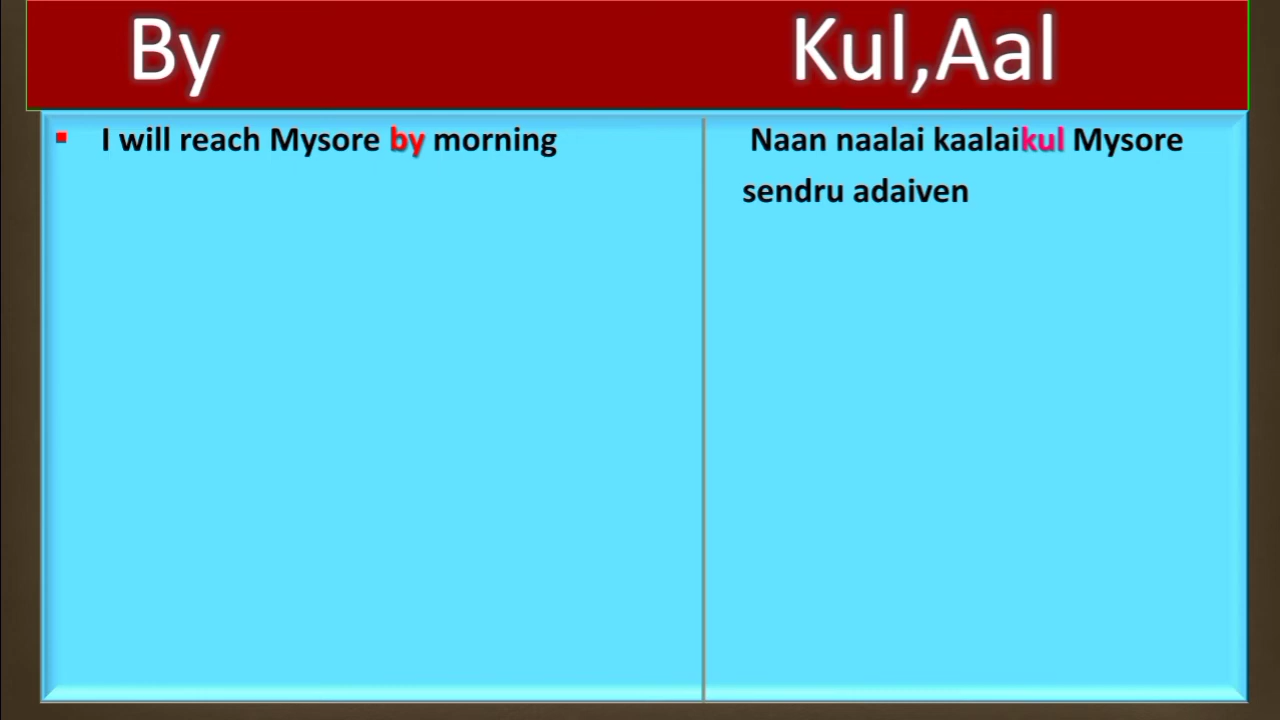 By
Kul,Aal
I will reach Mysore by morning
Naan naalai kaalaikul Mysore
sendru adaiven